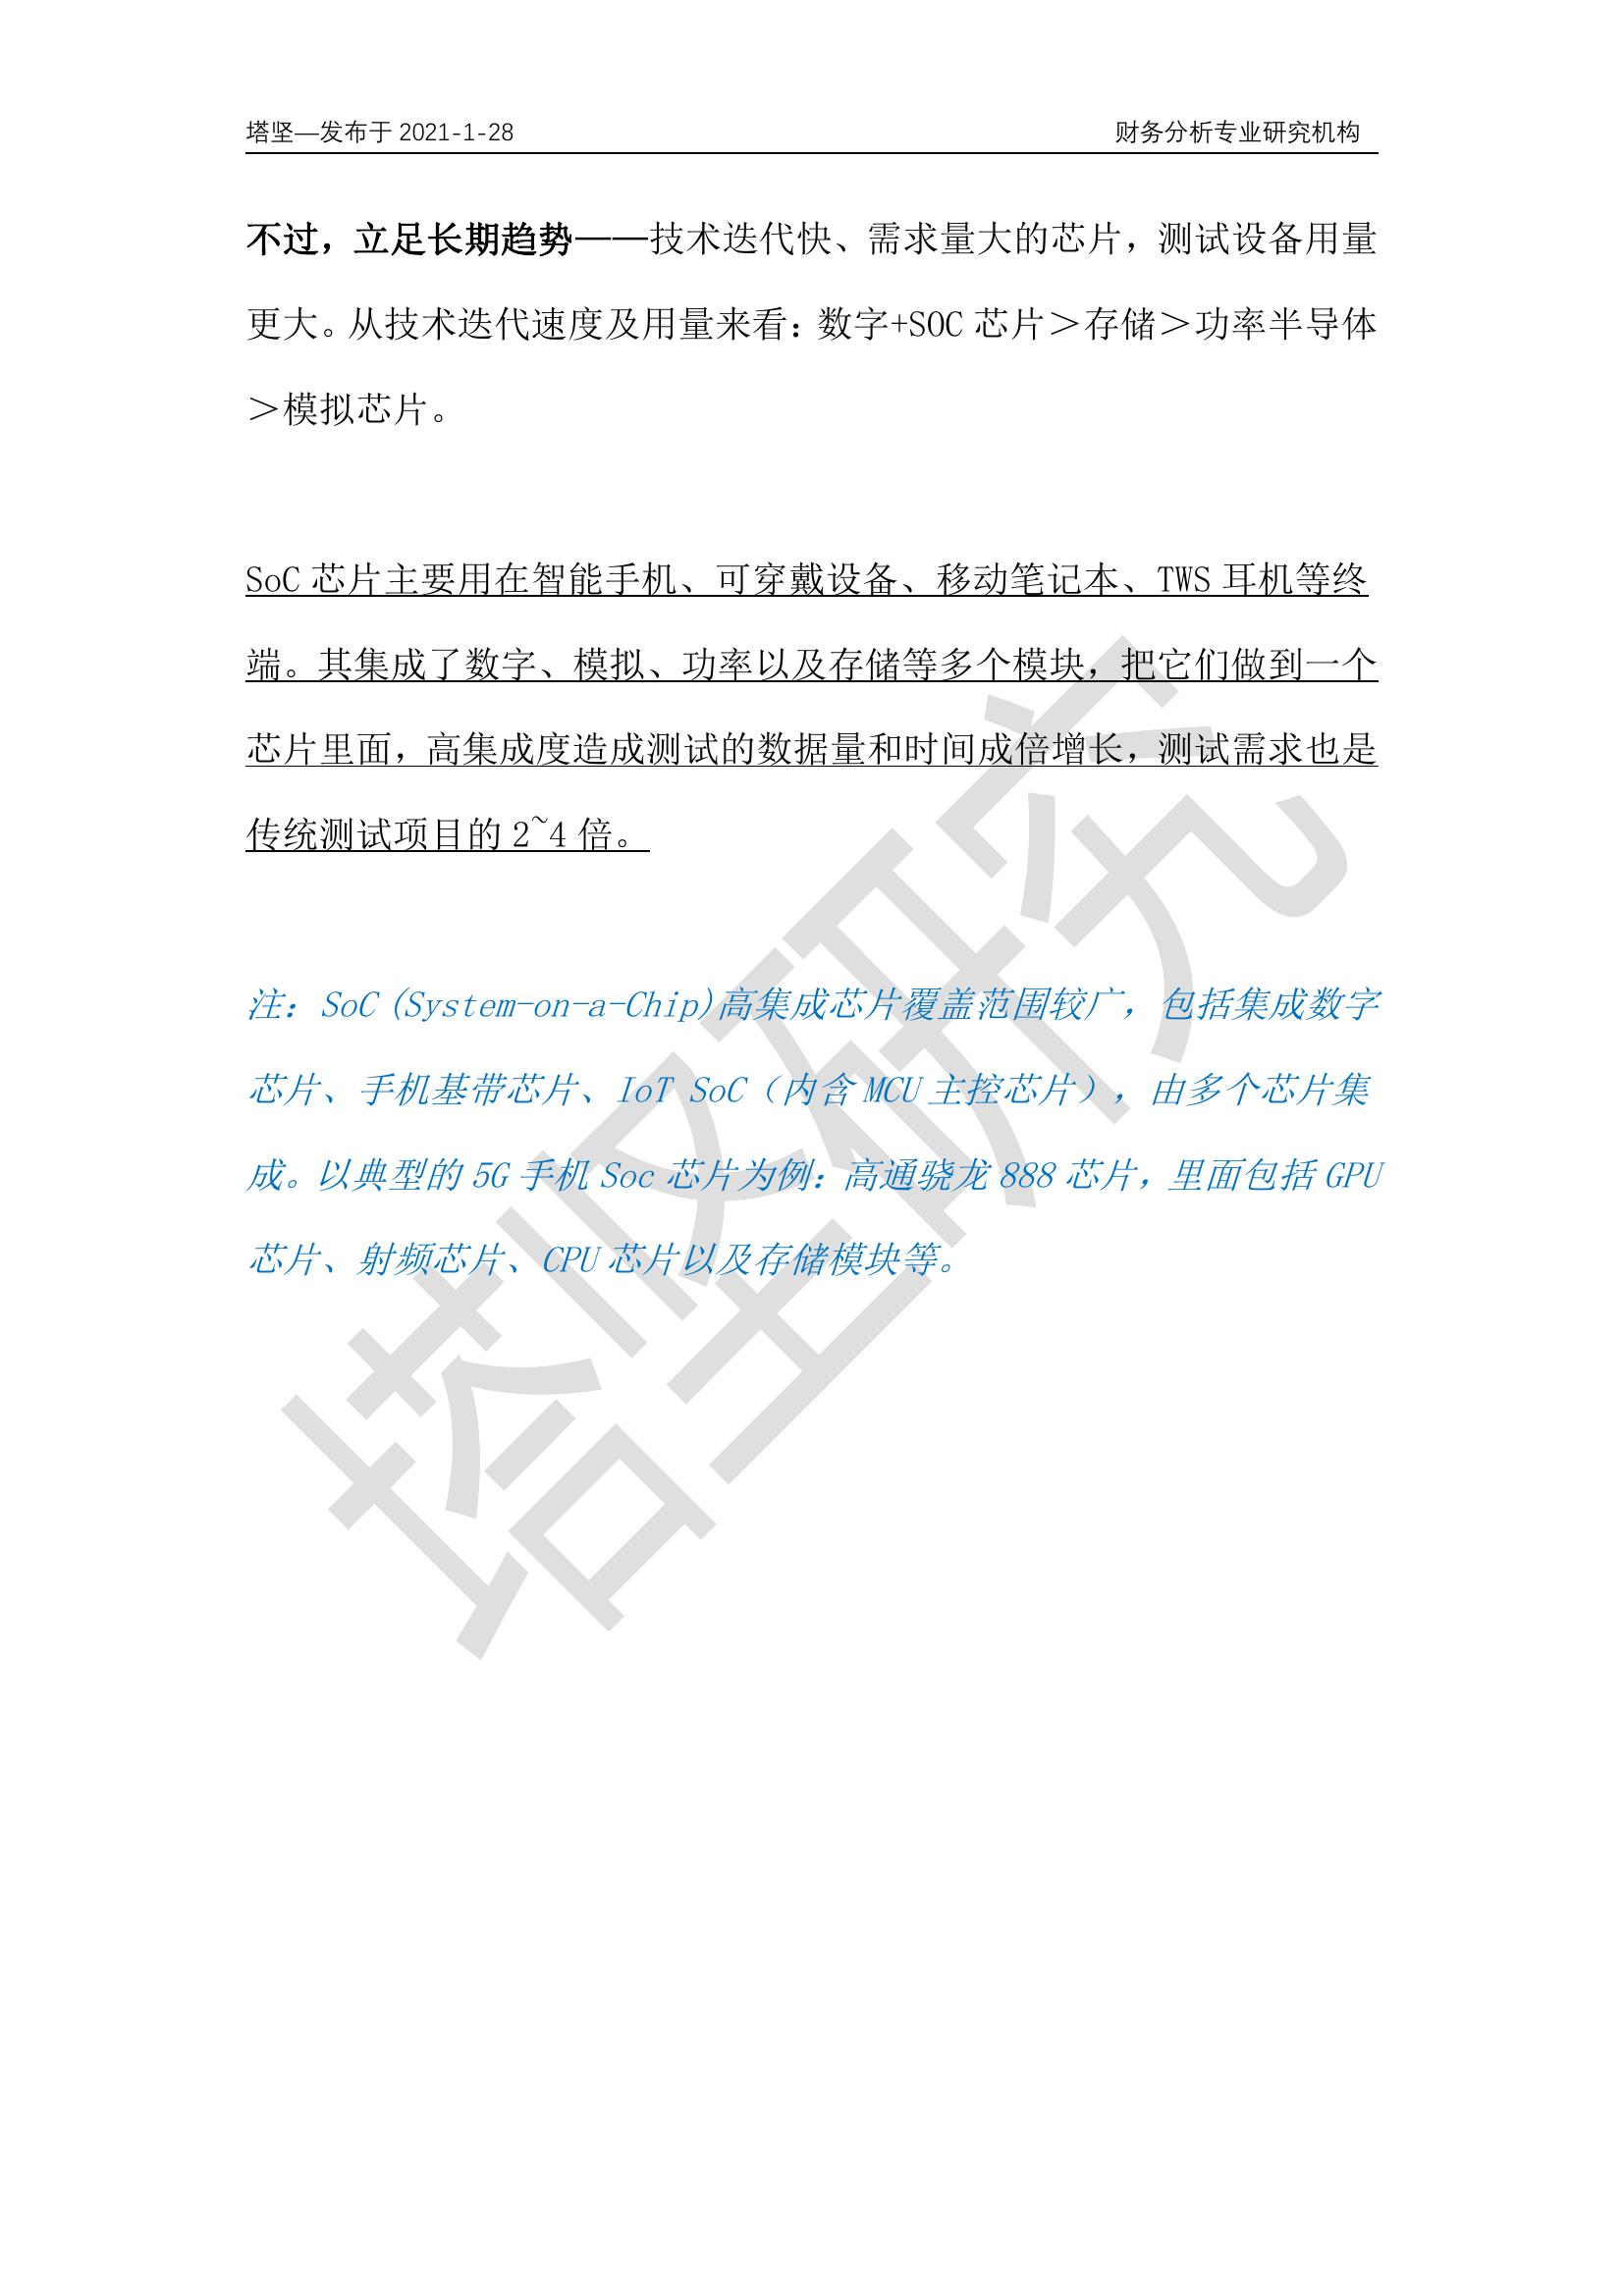 塔坚—发布于 2021-1-28 财务分析专业研究机构
不过，立足长期趋势——技术迭代快、需求量大的芯片，测试设备用量
更大。从技术迭代速度及用量来看：数字+SOC 芯片＞存储＞功率半导体
＞模拟芯片。
SoC 芯片主要用在智能手机、可穿戴设备、移动笔记本、TWS 耳机等终
端。其集成了数字、模拟、功率以及存储等多个模块，把它们做到一个
芯片里面，高集成度造成测试的数据量和时间成倍增长，测试需求也是
传统测试项目的 2~4 倍。
注：SoC(System-on-a-Chip)高集成芯片覆盖范围较广，包括集成数字
芯片、手机基带芯片、IoT SoC（内含 MCU 主控芯片），由多个芯片集
成。以典型的 5G 手机 Soc 芯片为例：高通骁龙 888 芯片，里面包括 GPU
芯片、射频芯片、CPU 芯片以及存储模块等。
塔坚研究